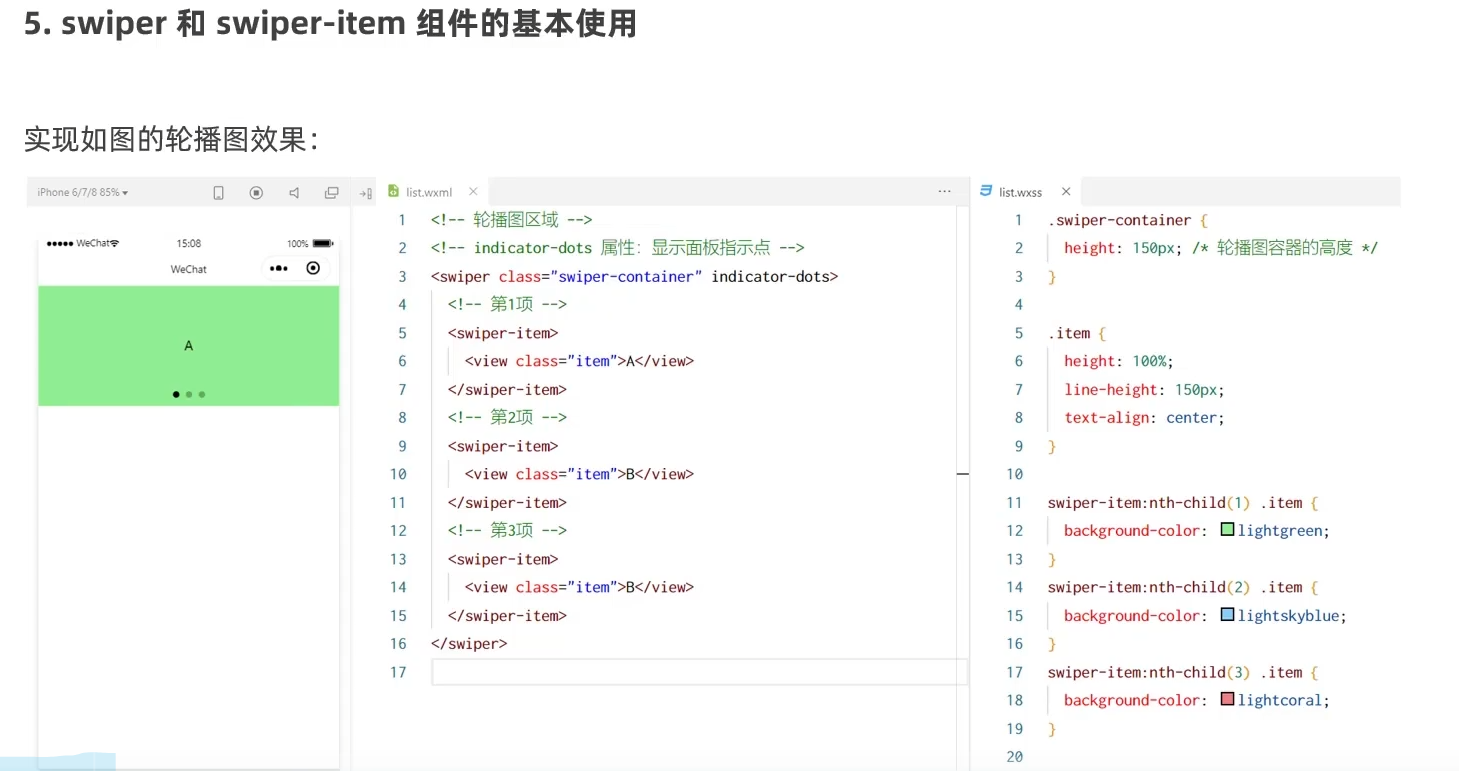 5. swiper 和 swiper-item 组件的基本使用
实现如图的轮播图效果：
iPhone 6/7/8 85%
WeChat
15:08
100%
WeChat
A
list.wxml
1 <!-- 轮播图区域 -->
2 <!-- indicator-dots 属性：显示面板指示点 -->
3 <swiper class="swiper-container" indicator-dots>
4 <!-- 第1项 -->
5 <swiper-item>
6 <view class="item">A</view>
7 </swiper-item>
8 <!-- 第2项 -->
9 <swiper-item>
10 <view class="item">B</view>
11 </swiper-item>
12 <!-- 第3项 -->
13 <swiper-item>
14 <view class="item">B</view>
15 </swiper-item>
16 </swiper>
17
list.wxss
1 .swiper-container {
2 height: 150px; /* 轮播图容器的高度 */
3 }
4
5 .item {
6 height: 100%;
7 line-height: 150px;
8 text-align: center;
9 }
10
11 swiper-item:nth-child(1) .item {
12 background-color: lightgreen;
13 }
14 swiper-item:nth-child(2) .item {
15 background-color: lightskyblue;
16 }
17 swiper-item:nth-child(3) .item {
18 background-color: lightcoral;
19 }
20